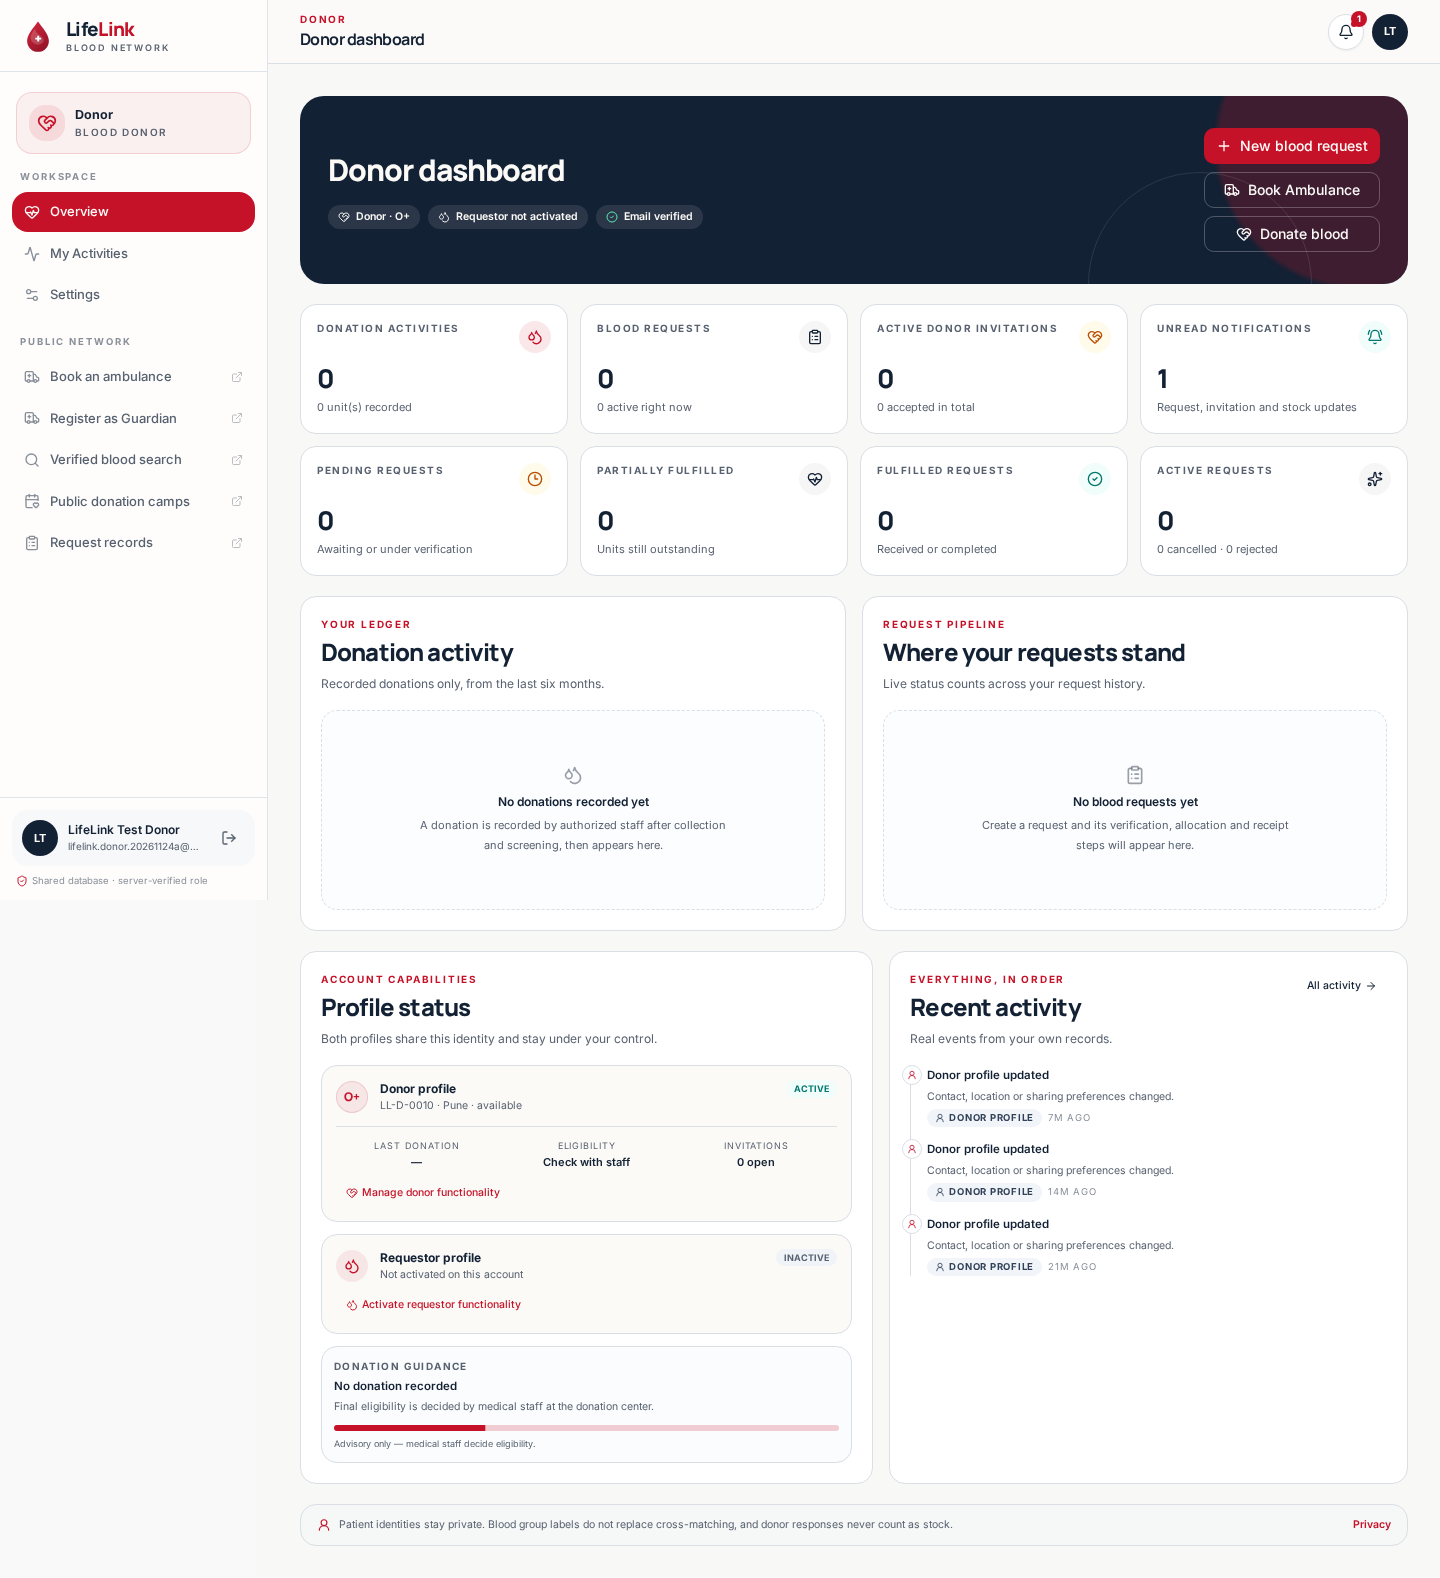 LifeLink
BLOOD NETWORK
Donor
BLOOD DONOR
WORKSPACE
Overview
My Activities
Settings
PUBLIC NETWORK
Book an ambulance
Register as Guardian
Verified blood search
Public donation camps
Request records
LT
LifeLink Test Donor
lifelink.donor.20261124a@...
Shared database · server-verified role
DONOR
Donor dashboard
1
LT
Donor dashboard
Donor · O+
Requestor not activated
Email verified
New blood request
Book Ambulance
Donate blood
DONATION ACTIVITIES
0
0 unit(s) recorded
BLOOD REQUESTS
0
0 active right now
ACTIVE DONOR INVITATIONS
0
0 accepted in total
UNREAD NOTIFICATIONS
1
Request, invitation and stock updates
PENDING REQUESTS
0
Awaiting or under verification
PARTIALLY FULFILLED
0
Units still outstanding
FULFILLED REQUESTS
0
Received or completed
ACTIVE REQUESTS
0
0 cancelled · 0 rejected
YOUR LEDGER
Donation activity
Recorded donations only, from the last six months.
No donations recorded yet
A donation is recorded by authorized staff after collection
and screening, then appears here.
REQUEST PIPELINE
Where your requests stand
Live status counts across your request history.
No blood requests yet
Create a request and its verification, allocation and receipt
steps will appear here.
ACCOUNT CAPABILITIES
Profile status
Both profiles share this identity and stay under your control.
O+
Donor profile
LL-D-0010 · Pune · available
ACTIVE
LAST DONATION
—
ELIGIBILITY
Check with staff
INVITATIONS
0 open
Manage donor functionality
Requestor profile
Not activated on this account
INACTIVE
Activate requestor functionality
DONATION GUIDANCE
No donation recorded
Final eligibility is decided by medical staff at the donation center.
Advisory only — medical staff decide eligibility.
EVERYTHING, IN ORDER
Recent activity
All activity →
Real events from your own records.
Donor profile updated
Contact, location or sharing preferences changed.
DONOR PROFILE 7M AGO
Donor profile updated
Contact, location or sharing preferences changed.
DONOR PROFILE 14M AGO
Donor profile updated
Contact, location or sharing preferences changed.
DONOR PROFILE 21M AGO
Patient identities stay private. Blood group labels do not replace cross-matching, and donor responses never count as stock.
Privacy